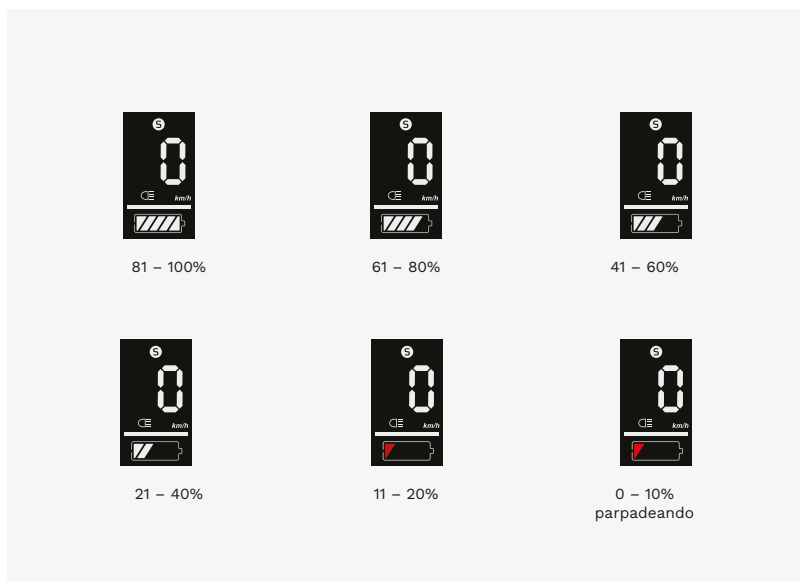 S
0
km/h
81 – 100%
S
0
km/h
61 – 80%
S
0
km/h
41 – 60%
S
0
km/h
21 – 40%
S
0
km/h
11 – 20%
S
0
km/h
0 – 10%
parpadeando